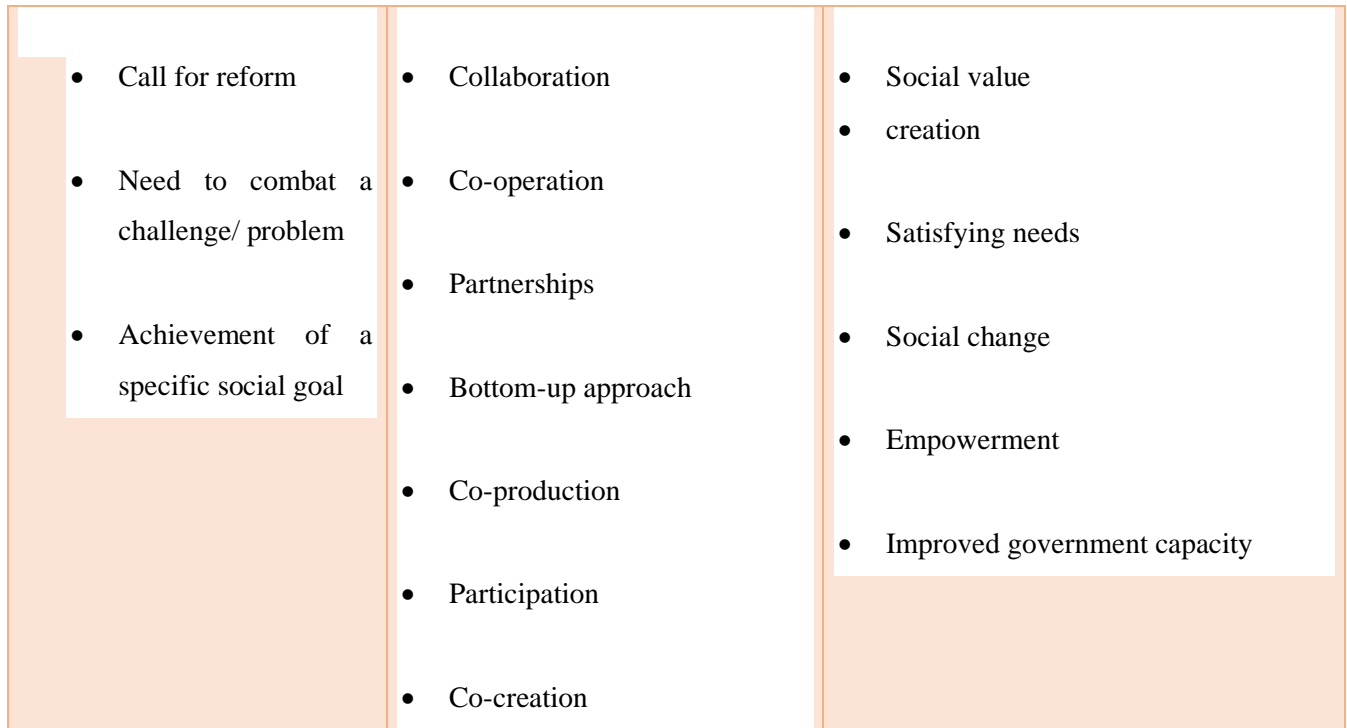 • Call for reform
• Need to combat a
challenge/ problem
• Achievement of a
specific social goal
• Collaboration
• Co-operation
• Partnerships
• Bottom-up approach
• Co-production
• Participation
• Co-creation
• Social value
• creation
• Satisfying needs
• Social change
• Empowerment
• Improved government capacity